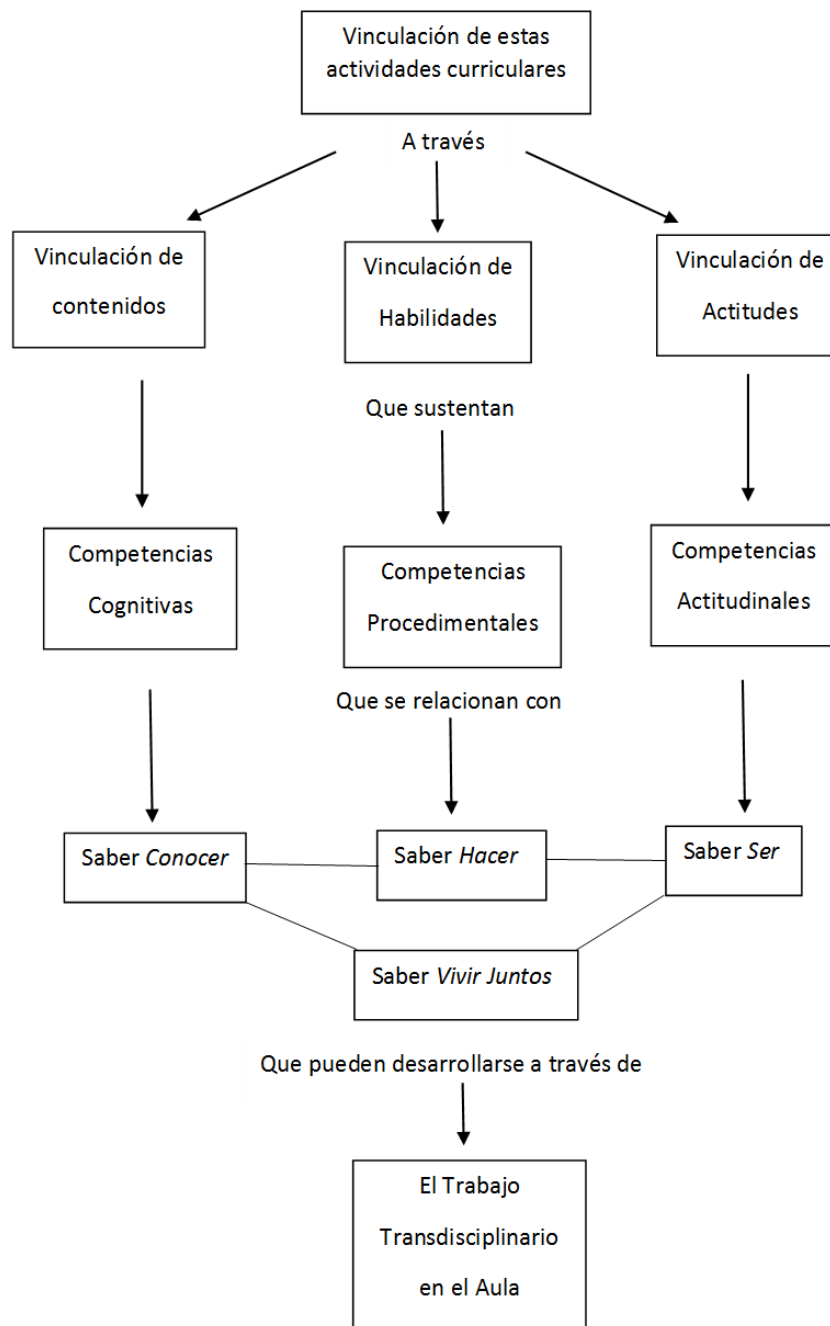 Vinculación de estas
actividades curriculares
A través
Vinculación de
contenidos
Vinculación de
Habilidades
Vinculación de
Actitudes
Que sustentan
Competencias
Cognitivas
Competencias
Procedimentales
Competencias
Actitudinales
Que se relacionan con
Saber Conocer
Saber Hacer
Saber Ser
Saber Vivir Juntos
Que pueden desarrollarse a través de
El Trabajo
Transdisciplinario
en el Aula